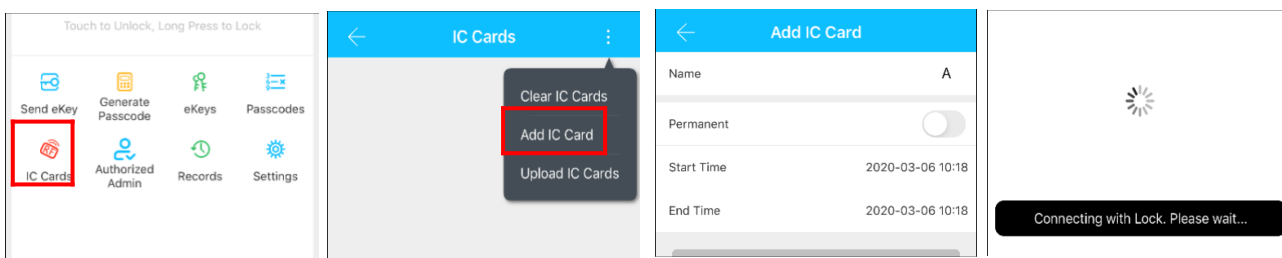 Touch to Unlock, Long Press to Lock
Send eKey
Generate
Passcode
eKeys
Passcodes
IC Cards
Authorized
Admin
Records
Settings
IC Cards
Clear IC Cards
Add IC Card
Upload IC Cards
Add IC Card
Name A
Permanent
Start Time 2020-03-06 10:18
End Time 2020-03-06 10:18
Connecting with Lock. Please wait...